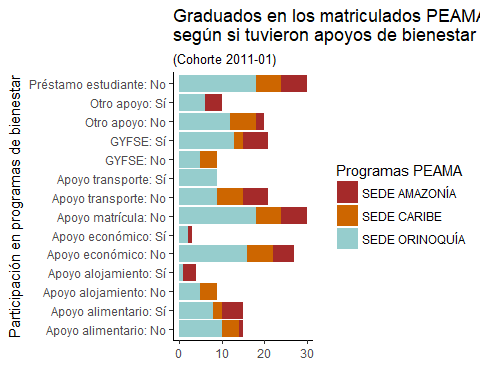 Graduados en los matriculados PEAMA
según si tuvieron apoyos de bienestar
(Cohorte 2011-01)
Participación en programas de bienestar
Préstamo estudiante: No
Otro apoyo: Sí
Otro apoyo: No
GYFSE: Sí
GYFSE: No
Apoyo transporte: Sí
Apoyo transporte: No
Apoyo matrícula: No
Apoyo económico: Sí
Apoyo económico: No
Apoyo alojamiento: Sí
Apoyo alojamiento: No
Apoyo alimentario: Sí
Apoyo alimentario: No
0 10 20 30
Programas PEAMA
SEDE AMAZONÍA
SEDE CARIBE
SEDE ORINOQUÍA